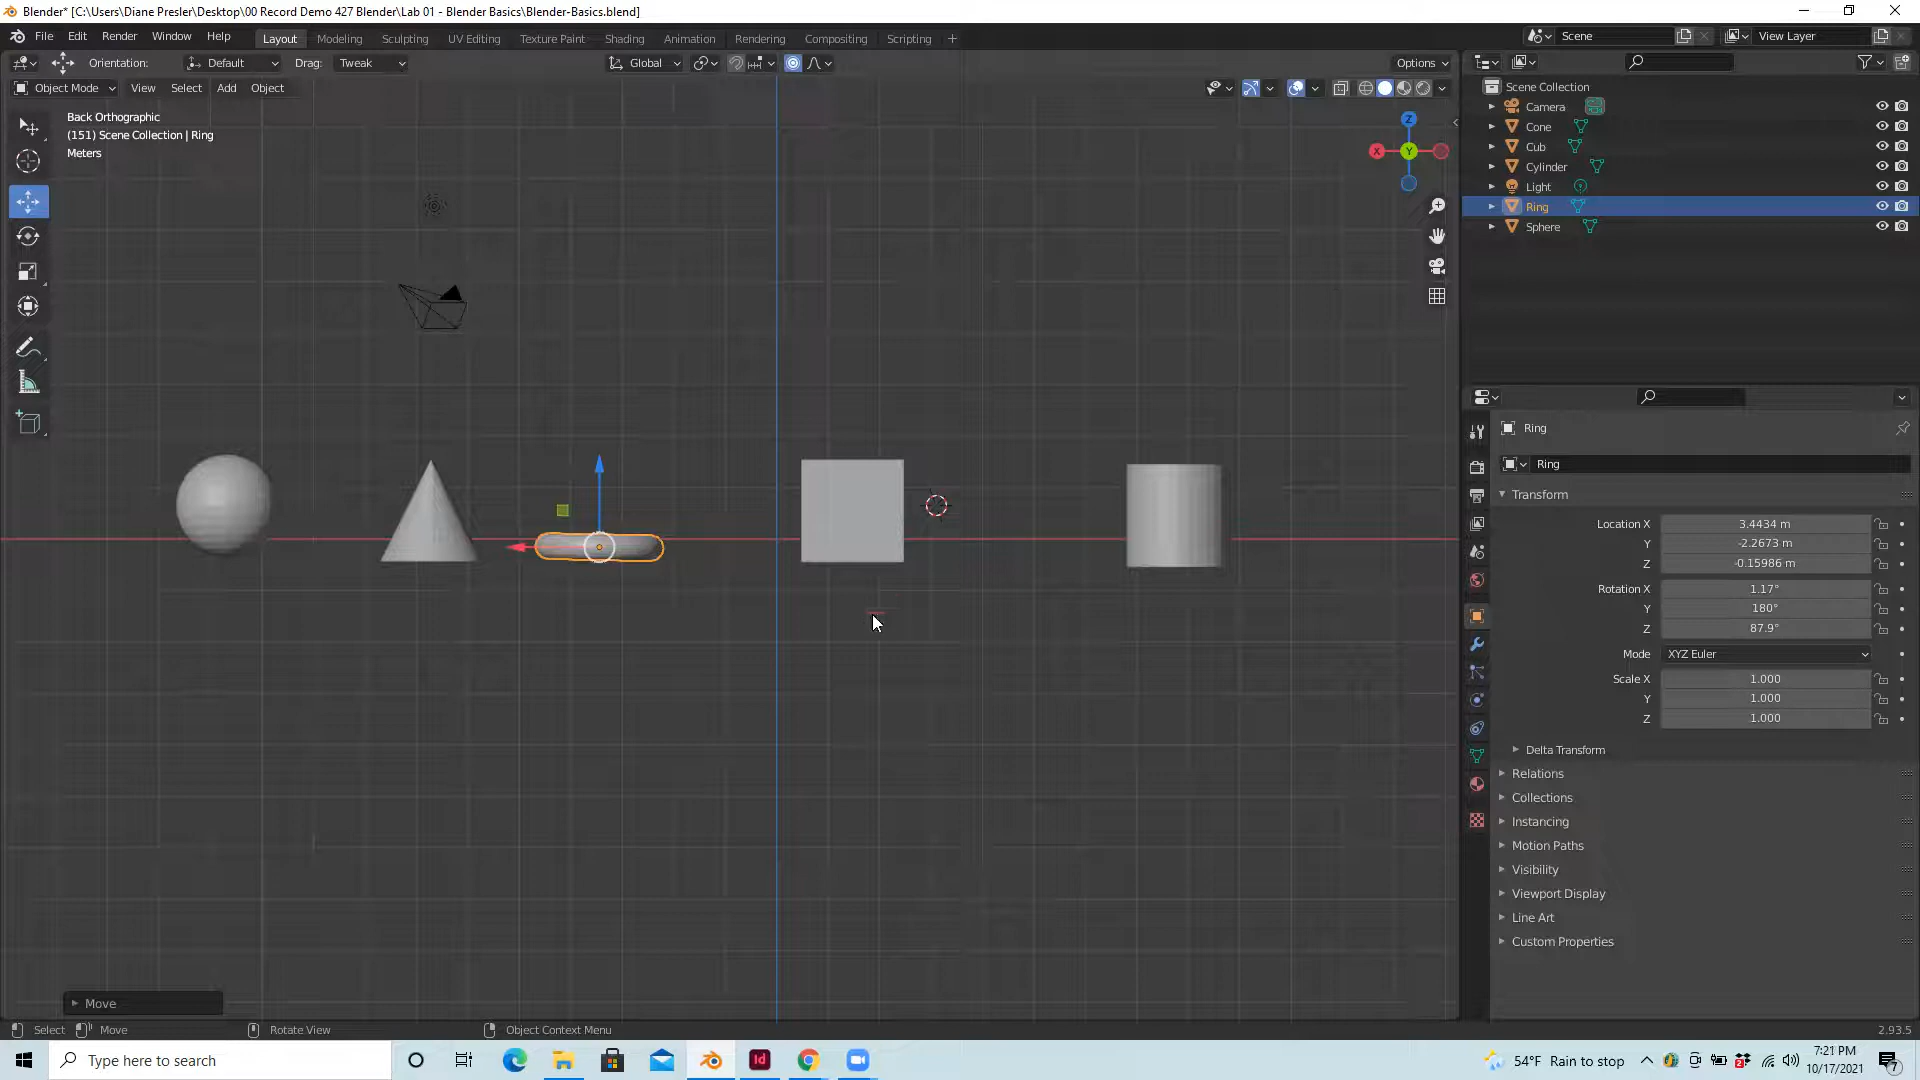 Blender* [C:\Users\Diane Presler\Desktop\00 Record Demo 427 Blender\Lab 01 - Blender Basics\Blender-Basics.blend]
File Edit Render Window Help
Layout Modeling Sculpting UV Editing Texture Paint Shading Animation Rendering Compositing Scripting +
Scene
View Layer
Orientation: Default Drag: Tweak
Global
Options
Object Mode View Select Add Object
Back Orthographic
(151) Scene Collection | Ring
Meters
Z
X
Y
Scene Collection
Camera
Cone
Cub
Cylinder
Light
Ring
Sphere
Ring
Ring
Transform
Location X 3.4434 m
Y -2.2673 m
Z -0.15986 m
Rotation X 1.17°
Y 180°
Z 87.9°
Mode XYZ Euler
Scale X 1.000
Y 1.000
Z 1.000
Delta Transform
Relations
Collections
Instancing
Motion Paths
Visibility
Viewport Display
Line Art
Custom Properties
Move
Select Move Rotate View Object Context Menu
2.93.5
Type here to search
Id
54°F Rain to stop
2
7:21 PM
10/17/2021
7